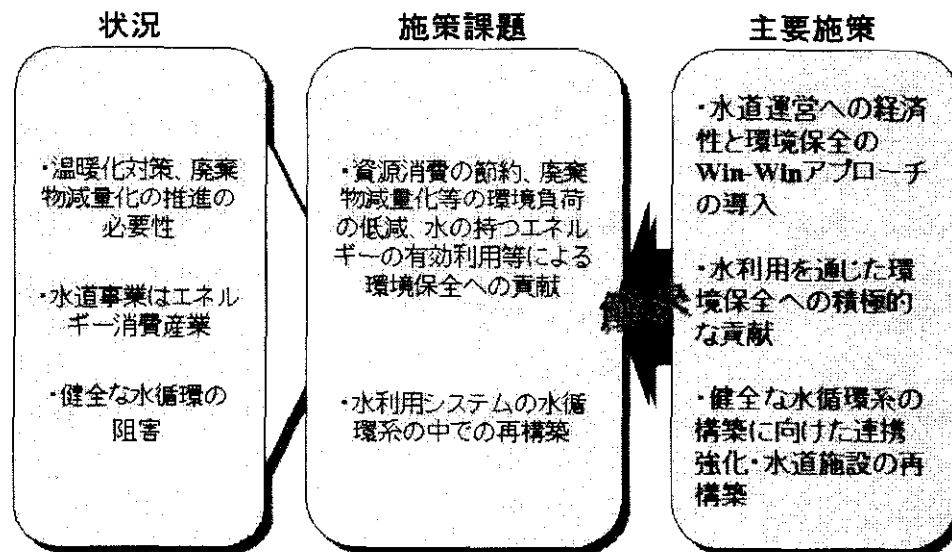 状況
・温暖化対策、廃棄
物減量化の推進の
必要性
・水道事業はエネル
ギー消費産業
・健全な水循環の
阻害
施策課題
・資源消費の節約、廃棄
物減量化等の環境負荷
の低減、水の持つエネル
ギーの有効利用等による
環境保全への貢献
・水利用システムの水循
環系の中での再構築
主要施策
・水道運営への経済
性と環境保全の
Win-Winアプローチ
の導入
・水利用を通じた環
境保全への積極的
な貢献
・健全な水循環系の
構築に向けた連携
強化・水道施設の再
構築